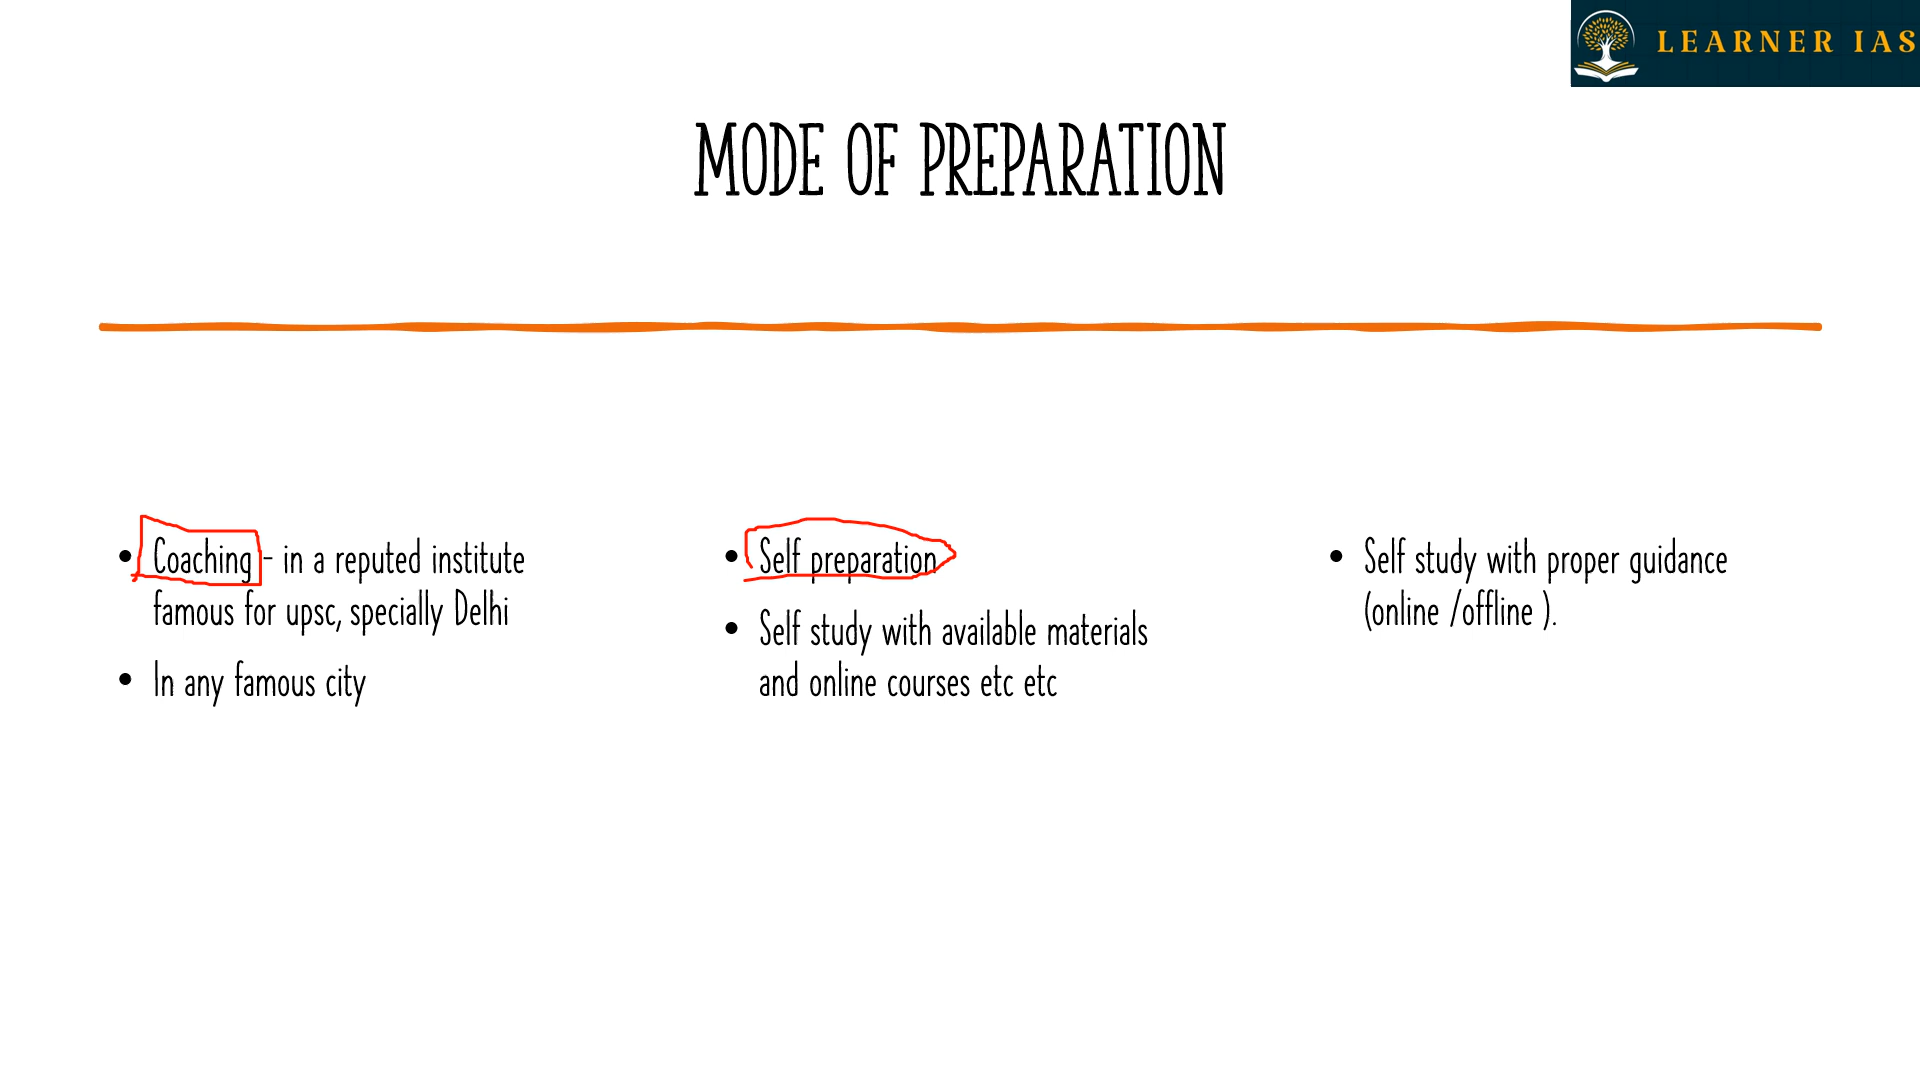 LEARNER IAS
MODE OF PREPARATION
• Coaching - in a reputed institute
famous for upsc, specially Delhi
• In any famous city
• Self preparation
• Self study with available materials
and online courses etc etc
• Self study with proper guidance
(online /offline ).